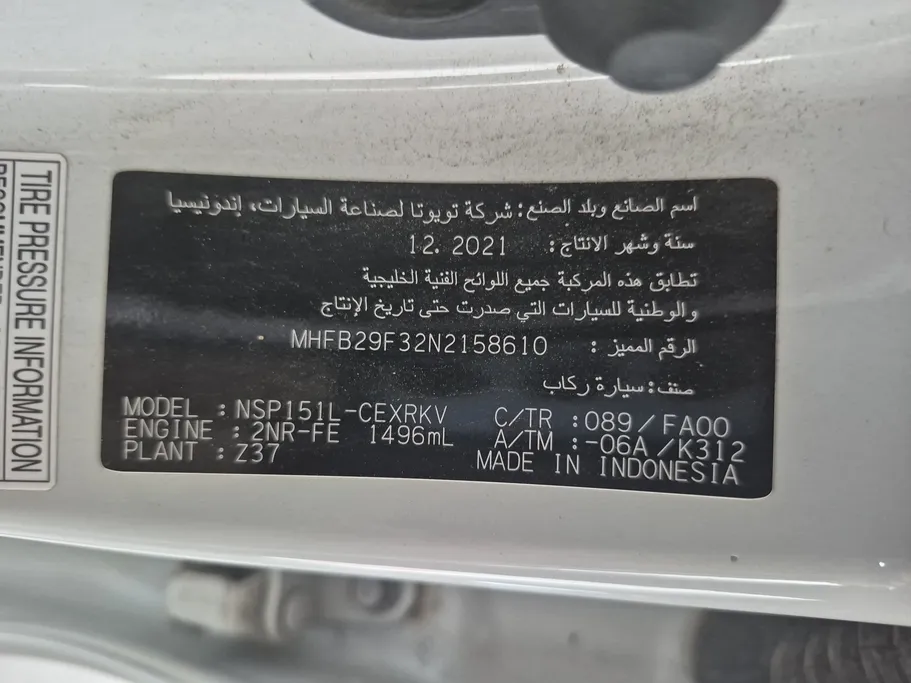 TIRE PRESSURE INFORMATION
اسم الصانع وبلد الصنع: شركة تويوتا لصناعة السيارات، إندونيسيا
سنة وشهر الانتاج: 12. 2021
تطابق هذه المركبة جميع اللوائح الفنية الخليجية
والوطنية للسيارات التي صدرت حتى تاريخ الإنتاج
الرقم المميز : MHFB29F32N2158610
صنف: سيارة ركاب
MODEL : NSP151L-CEXRKV C/TR :089/FA00
ENGINE : 2NR-FE 1496mL A/TM :-06A/K312
PLANT : Z37 MADE IN INDONESIA